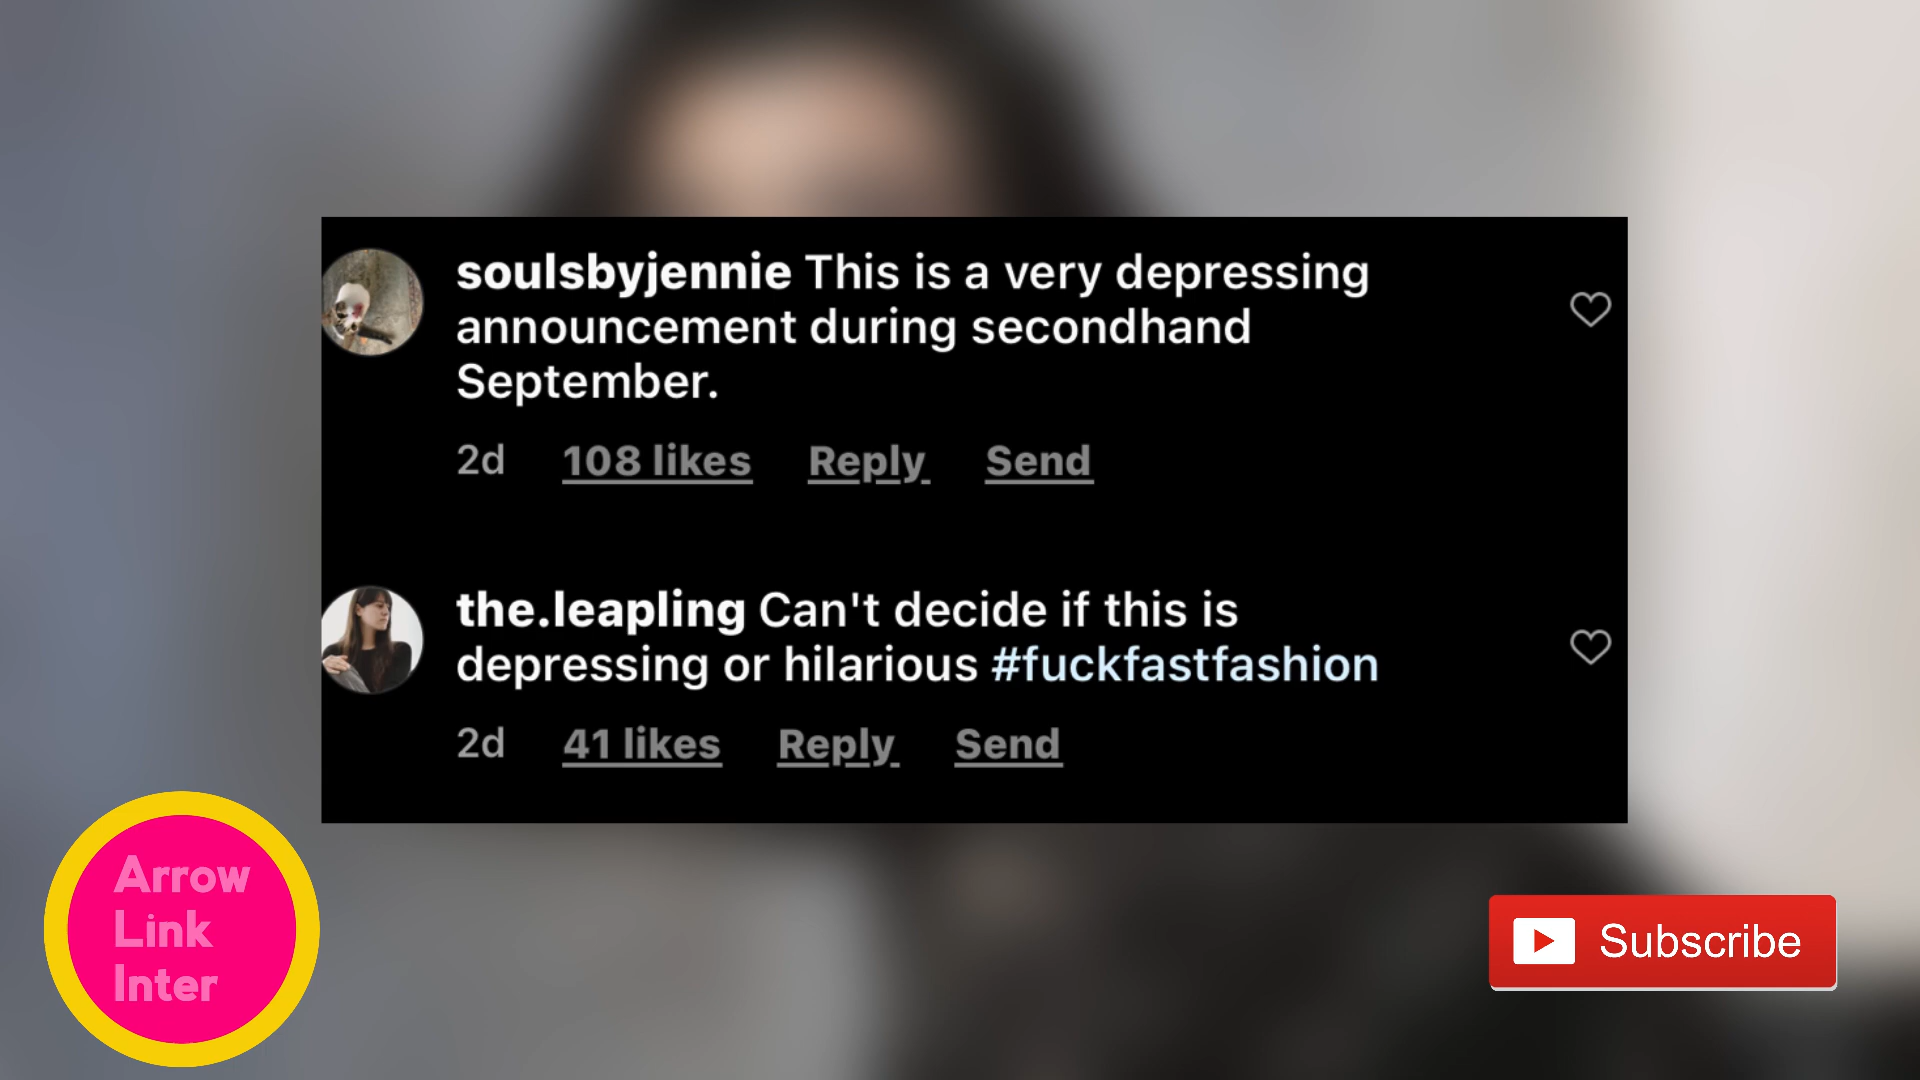 soulsbyjennie This is a very depressing
announcement during secondhand
September.
2d 108 likes Reply Send
the.leapling Can't decide if this is
depressing or hilarious #fuckfastfashion
2d 41 likes Reply Send
Arrow
Link
Inter
Subscribe